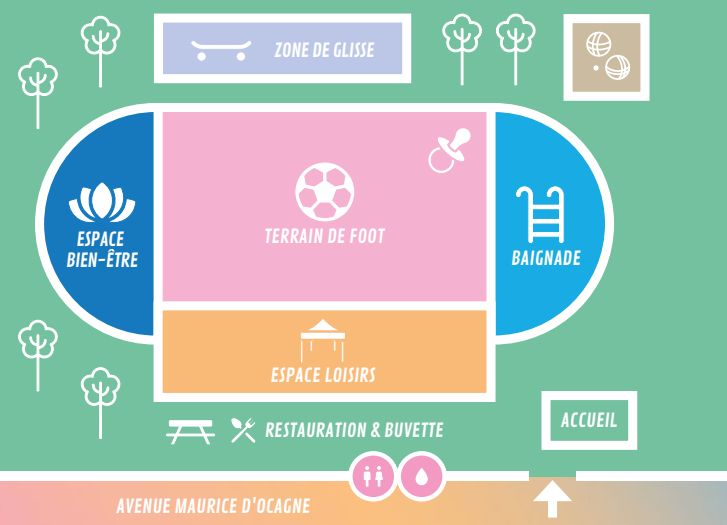 ZONE DE GLISSE
ESPACE
BIEN-ÊTRE
TERRAIN DE FOOT
BAIGNADE
ESPACE LOISIRS
RESTAURATION & BUVETTE
ACCUEIL
AVENUE MAURICE D'OCAGNE